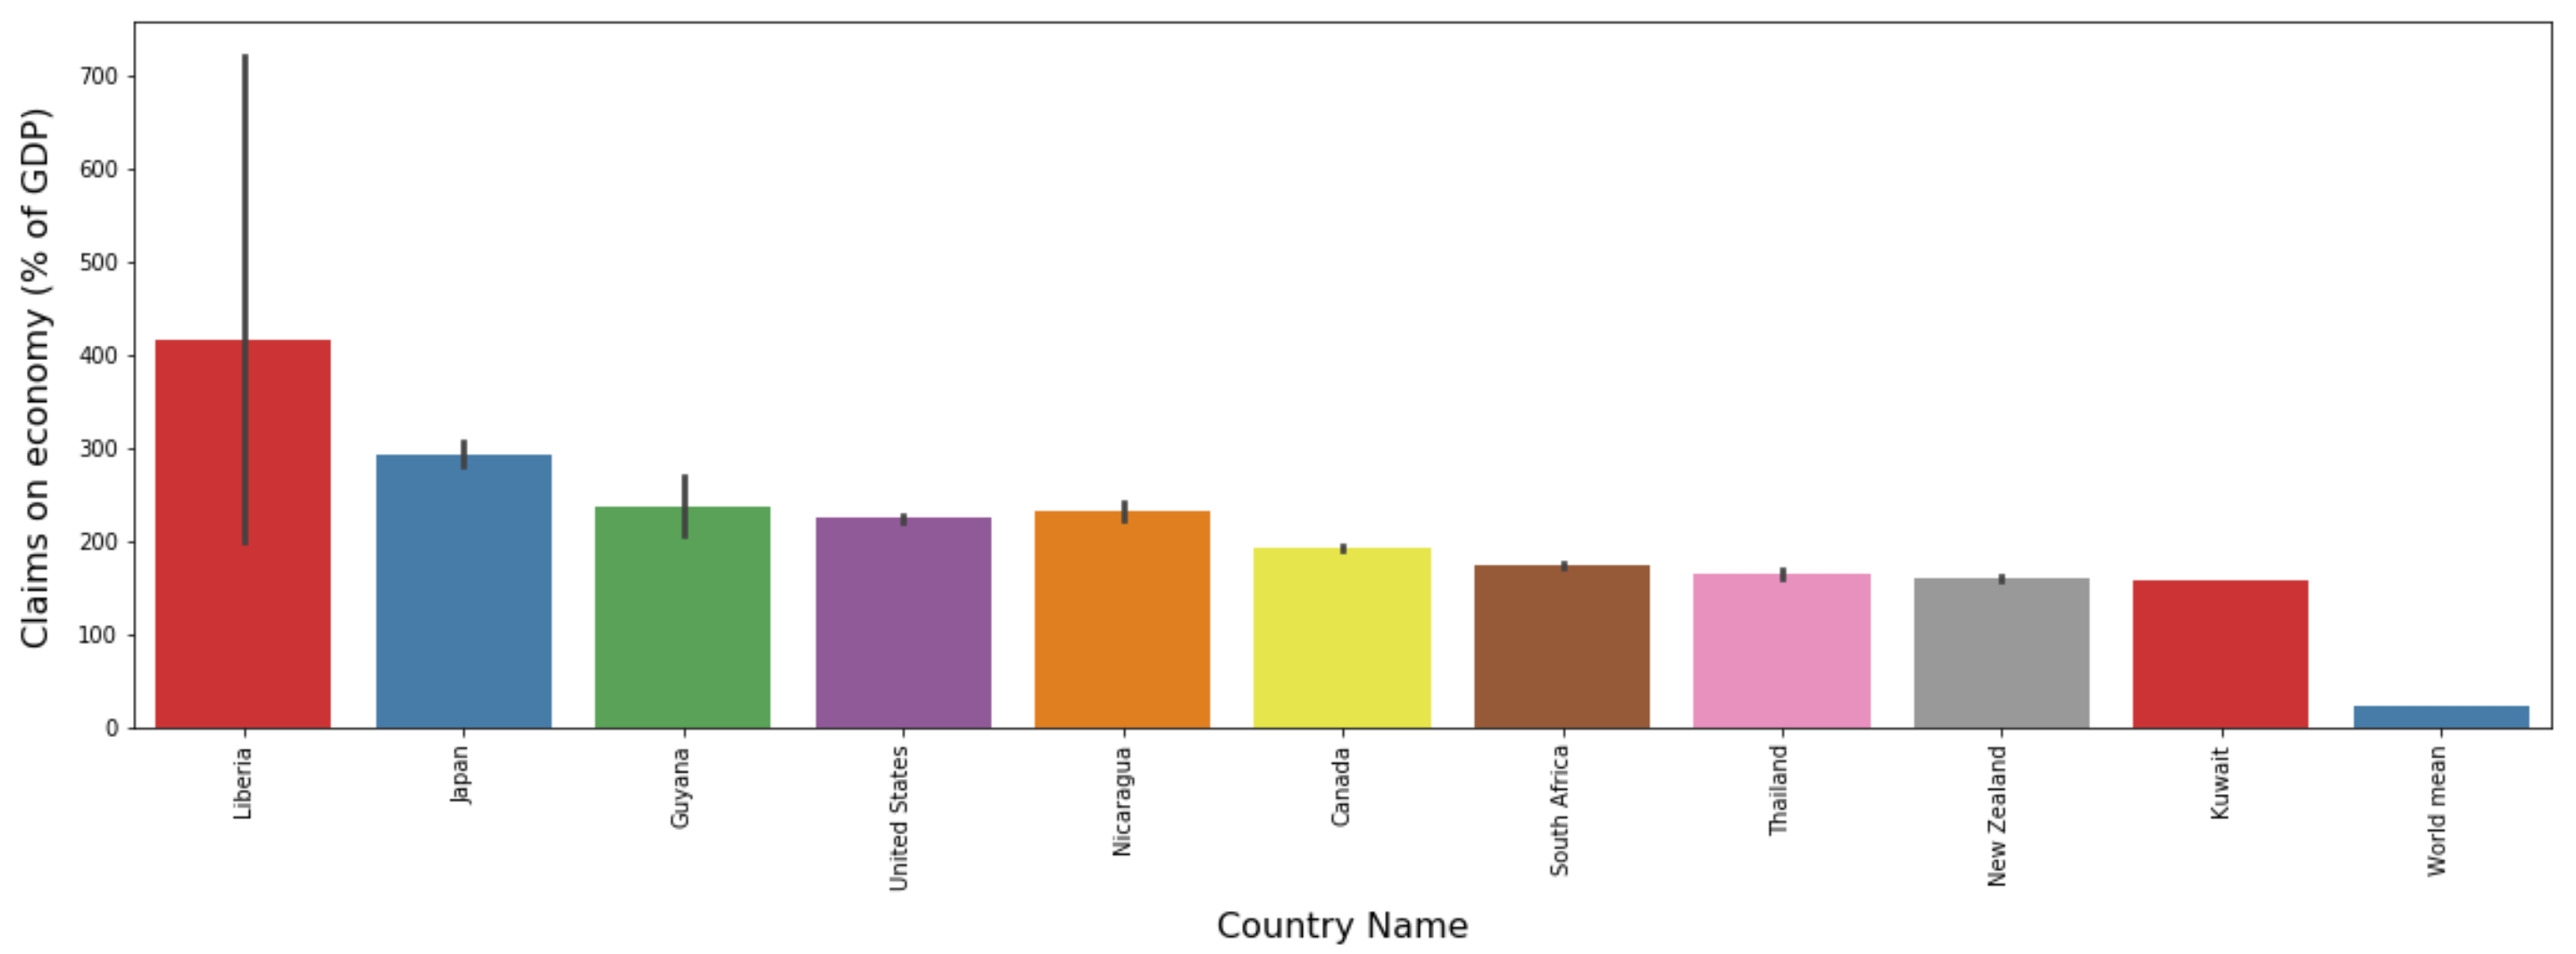 Claims on economy (% of GDP)
700
600
500
400
300
200
100
0
Liberia
Japan
Guyana
United States
Nicaragua
Canada
South Africa
Thailand
New Zealand
Kuwait
World mean
Country Name